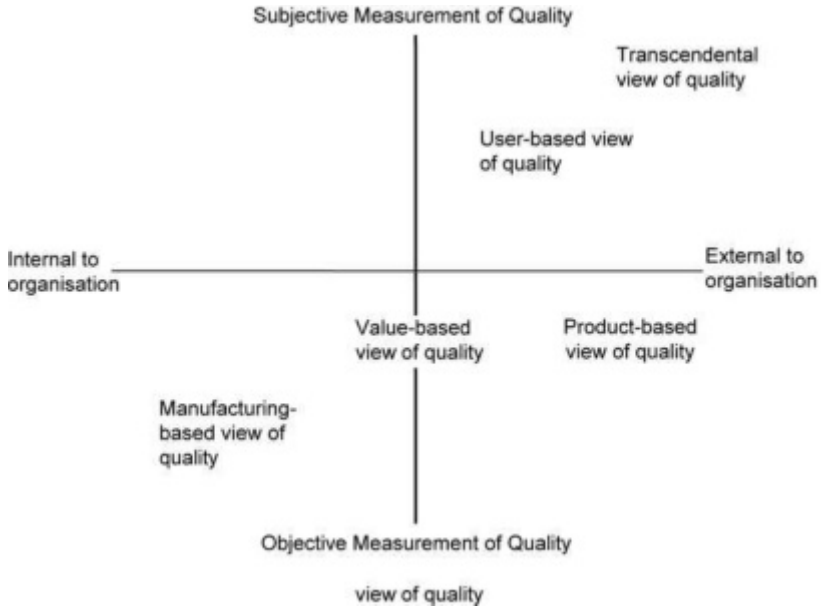 Subjective Measurement of Quality
Transcendental
view of quality
User-based view
of quality
Internal to
organisation
External to
organisation
Value-based
view of quality
Product-based
view of quality
Manufacturing-
based view of
quality
Objective Measurement of Quality
view of quality